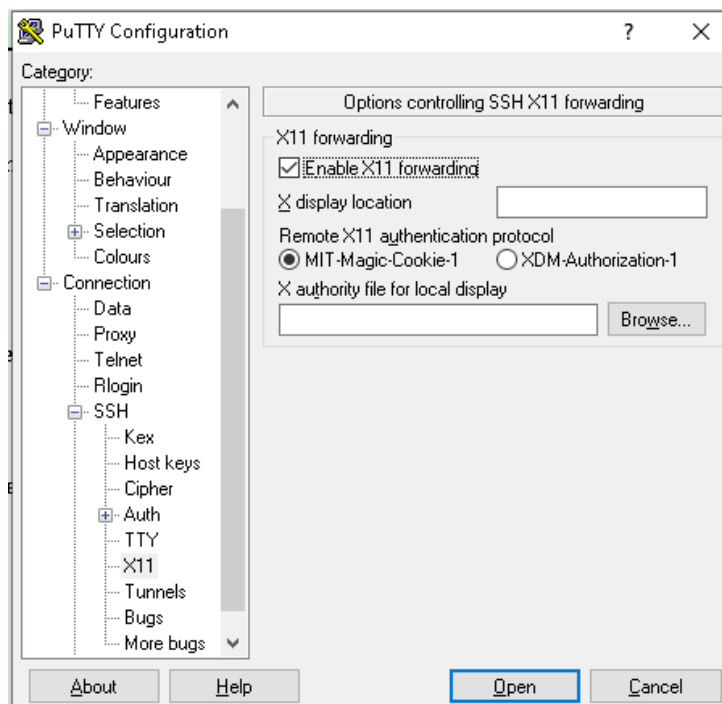 PuTTY Configuration
?
Category:
Features
Window
Appearance
Behaviour
Translation
Selection
Colours
Connection
Data
Proxy
Telnet
Rlogin
SSH
Kex
Host keys
Cipher
Auth
TTY
X11
Tunnels
Bugs
More bugs
Options controlling SSH X11 forwarding
X11 forwarding
Enable X11 forwarding
X display location
Remote X11 authentication protocol
MIT-Magic-Cookie-1 XDM-Authorization-1
X authority file for local display
Browse...
About Help Open Cancel